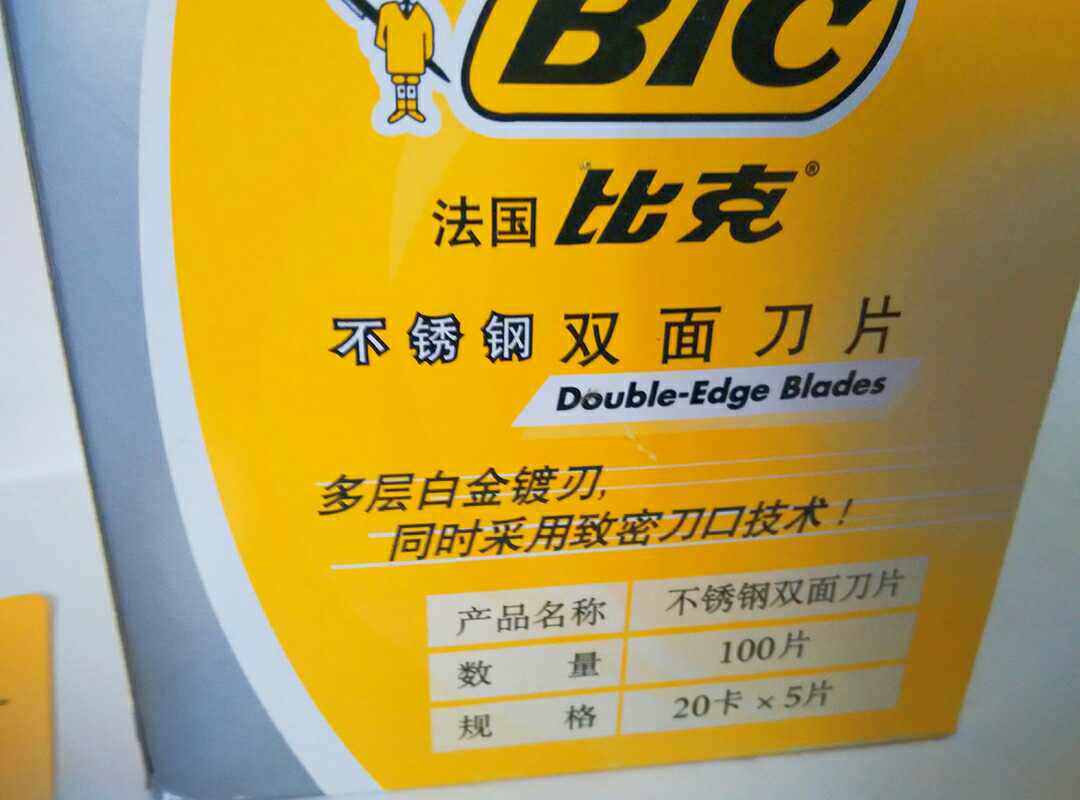 BIC
法国 比克®
不锈钢双面刀片
Double-Edge Blades
多层白金镀刃,
同时采用致密刀口技术！
产品名称 不锈钢双面刀片
数量 100片
规格 20卡×5片